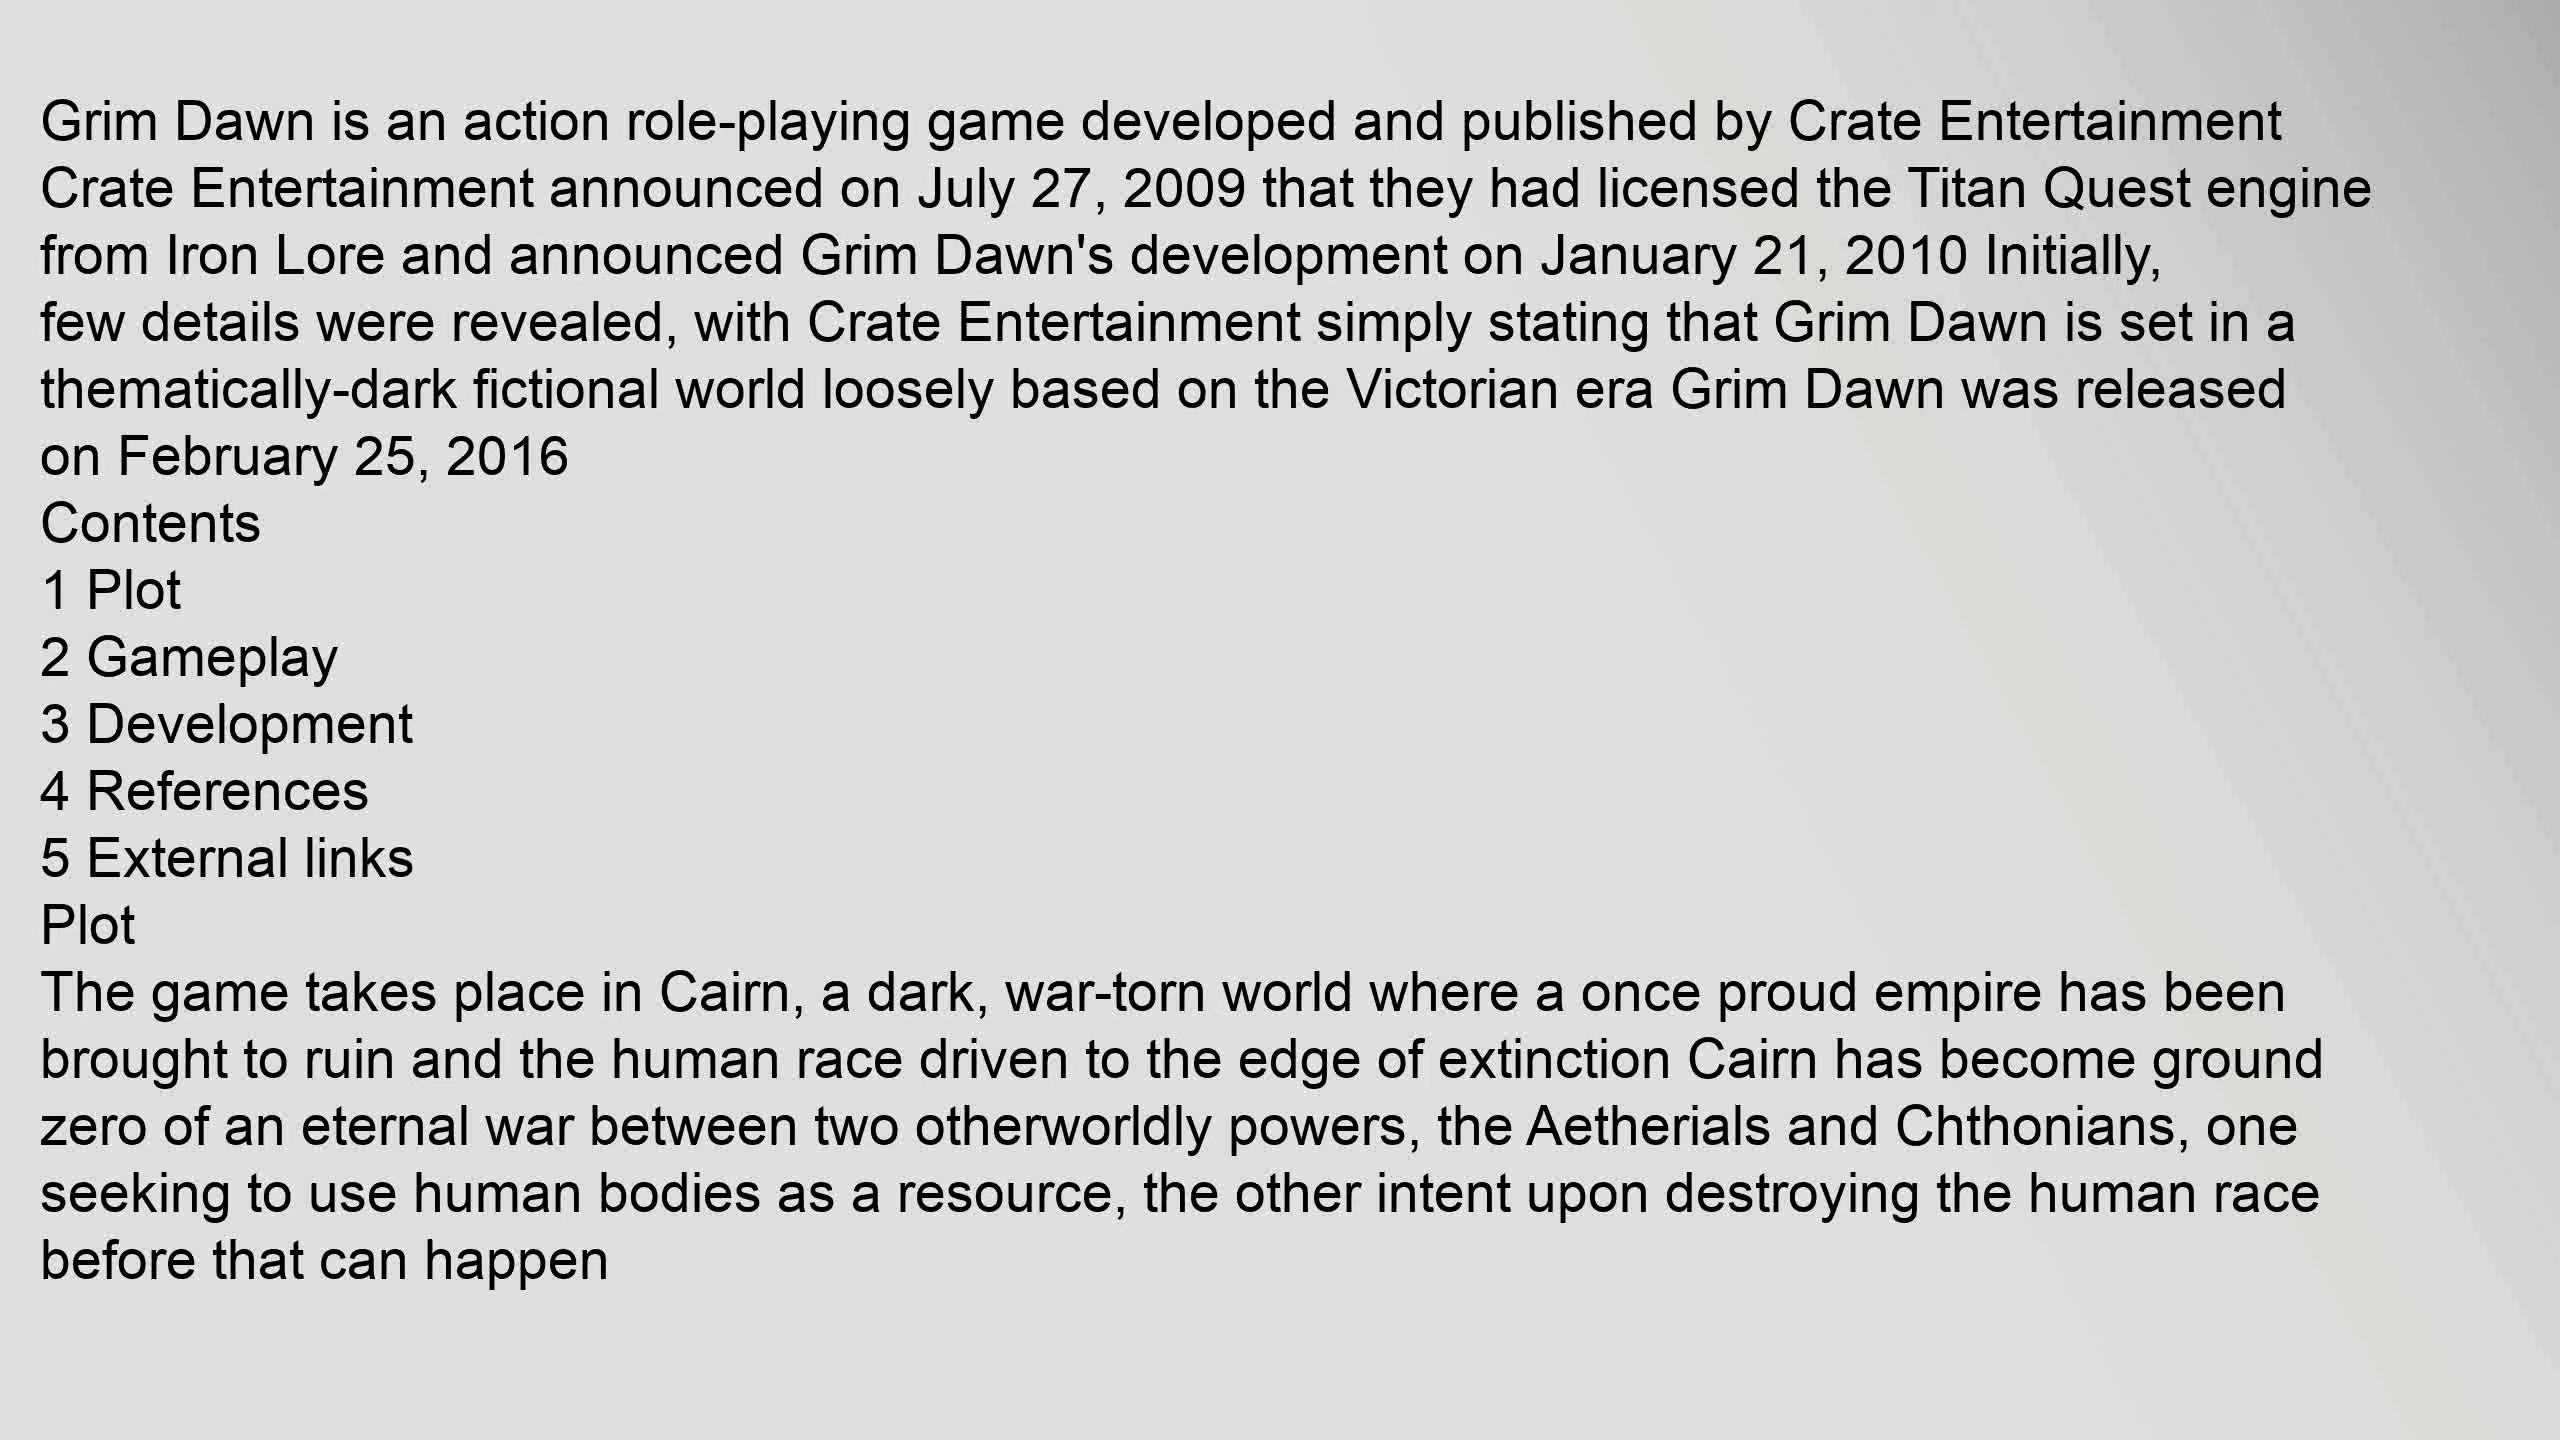 Grim Dawn is an action role-playing game developed and published by Crate Entertainment
Crate Entertainment announced on July 27, 2009 that they had licensed the Titan Quest engine
from Iron Lore and announced Grim Dawn's development on January 21, 2010 Initially,
few details were revealed, with Crate Entertainment simply stating that Grim Dawn is set in a
thematically-dark fictional world loosely based on the Victorian era Grim Dawn was released
on February 25, 2016
Contents
1 Plot
2 Gameplay
3 Development
4 References
5 External links
Plot
The game takes place in Cairn, a dark, war-torn world where a once proud empire has been
brought to ruin and the human race driven to the edge of extinction Cairn has become ground
zero of an eternal war between two otherworldly powers, the Aetherials and Chthonians, one
seeking to use human bodies as a resource, the other intent upon destroying the human race
before that can happen